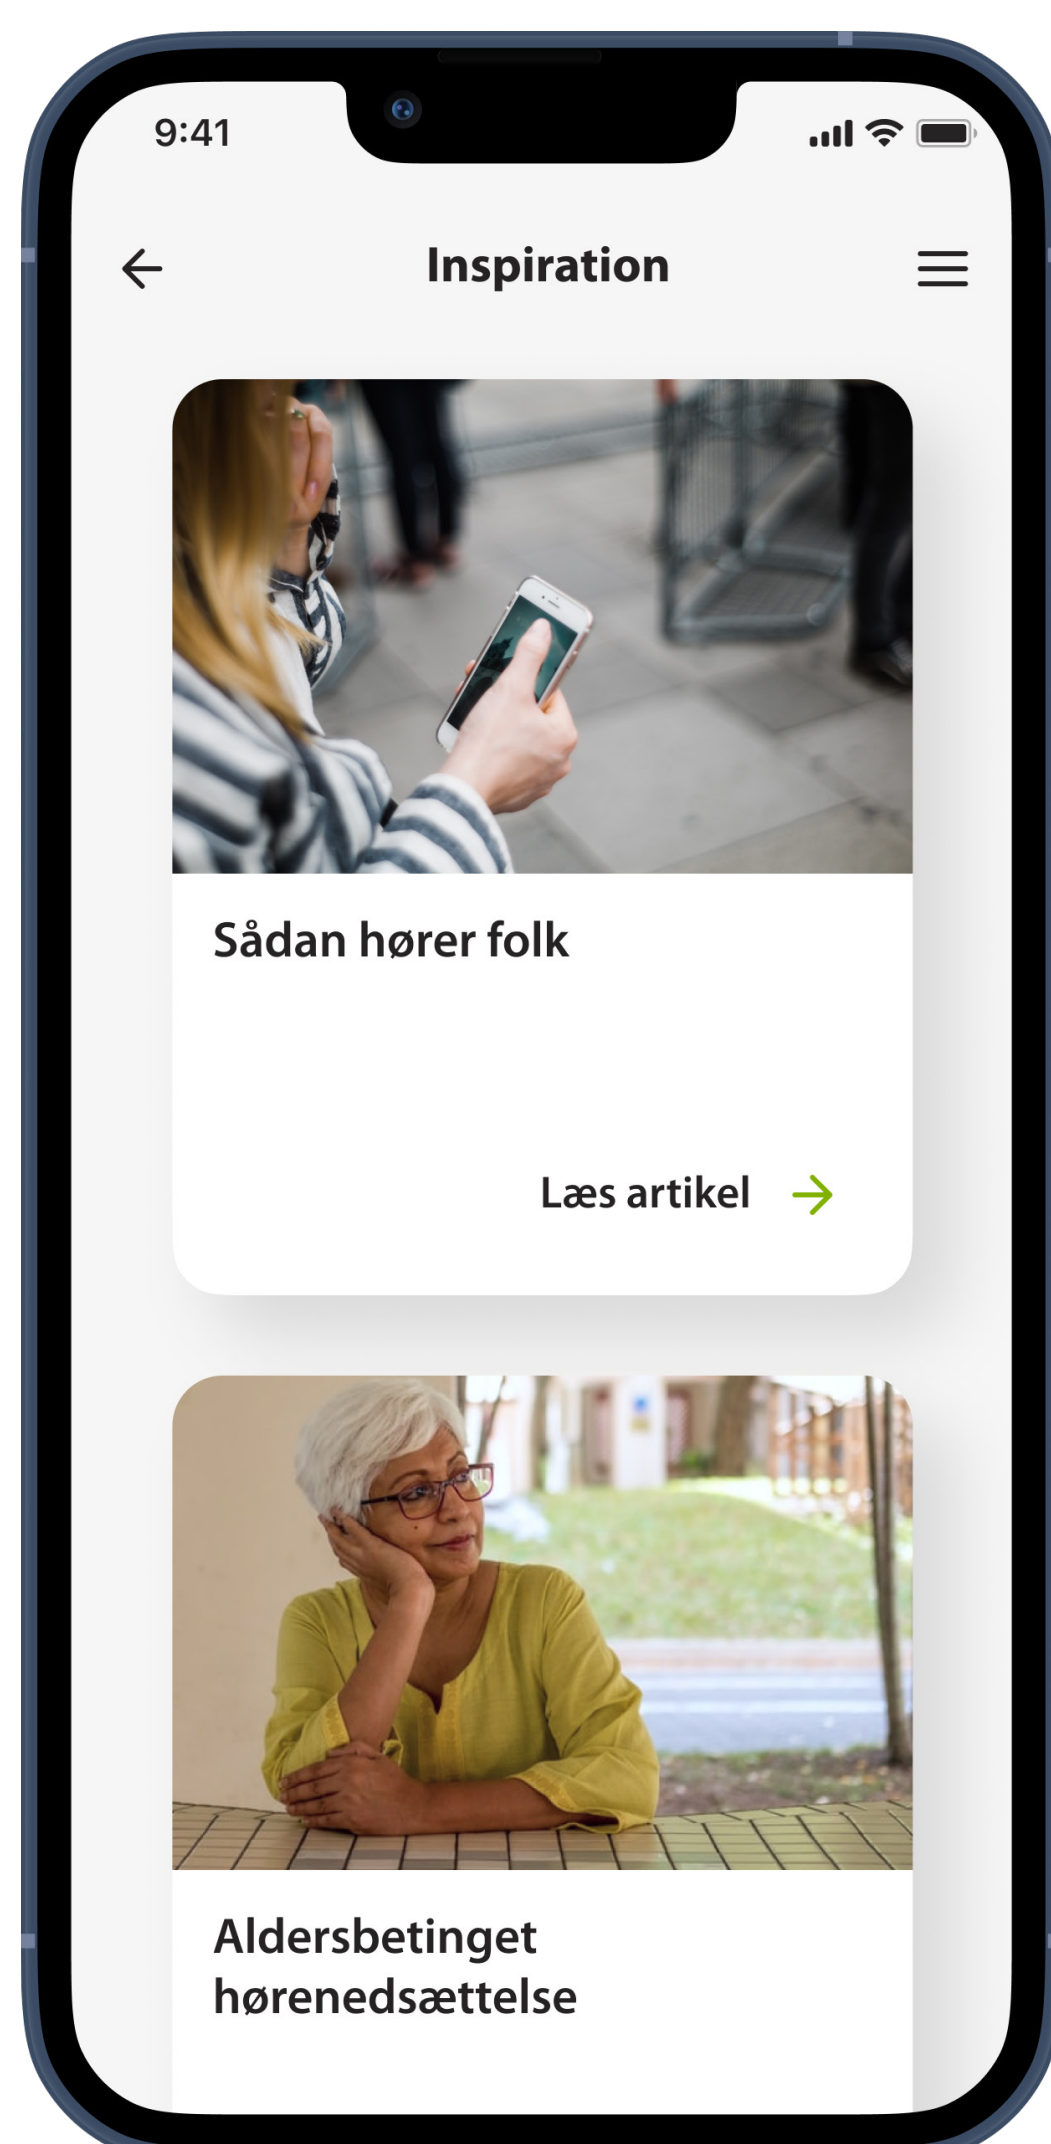 9:41
Inspiration
Sådan hører folk
Læs artikel
Aldersbetinget
hørenedsættelse